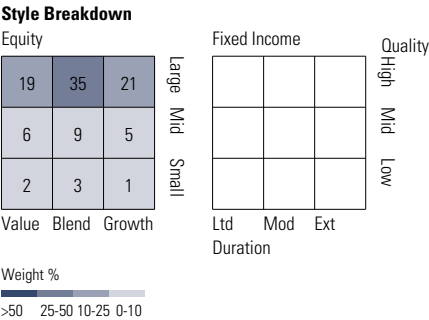 Style Breakdown
Equity
Fixed Income
Quality
19 35 21
Large
High
6 9 5
Mid
Mid
2 3 1
Small
Low
Value Blend Growth
Ltd Mod Ext
Duration
Weight %
>50 25-50 10-25 0-10